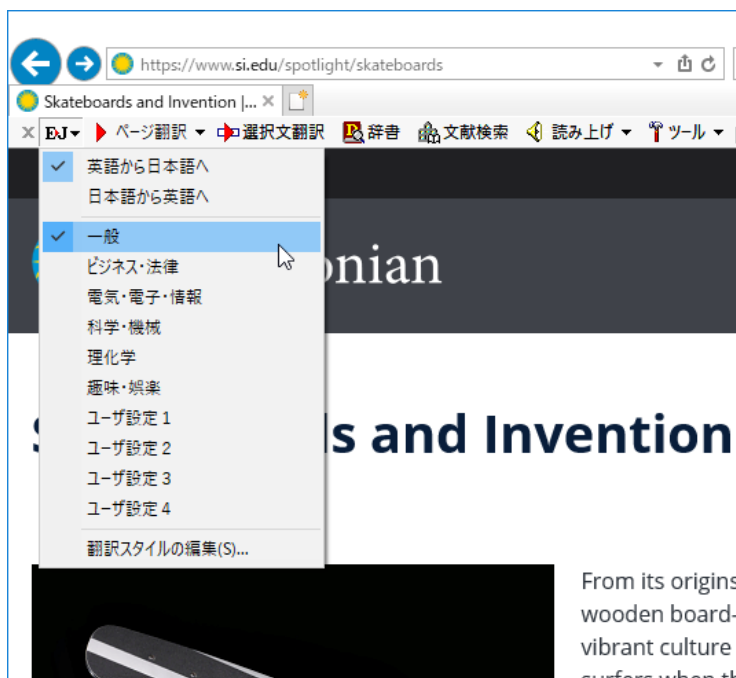 https://www.si.edu/spotlight/skateboards
Skateboards and Invention |... ×
× EJ ページ翻訳 選択文翻訳 辞書 文献検索 読み上げ ツール
英語から日本語へ
日本語から英語へ
一般
ビジネス・法律
電気・電子・情報
科学・機械
理化学
趣味・娯楽
ユーザ設定 1
ユーザ設定 2
ユーザ設定 3
ユーザ設定 4
翻訳スタイルの編集(S)...
onian
s and Invention
From its origins
wooden board-
vibrant culture
surfers when th